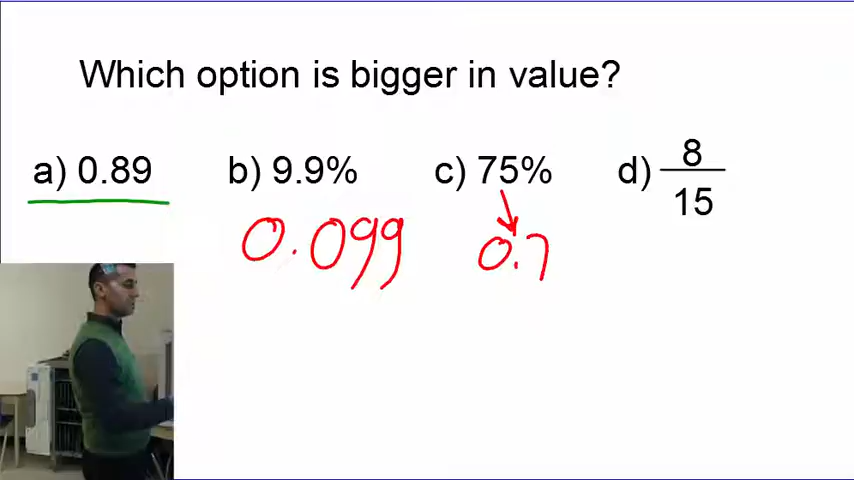 Which option is bigger in value?
a) 0.89 b) 9.9% c) 75% d) 8/15
0.099 0.7